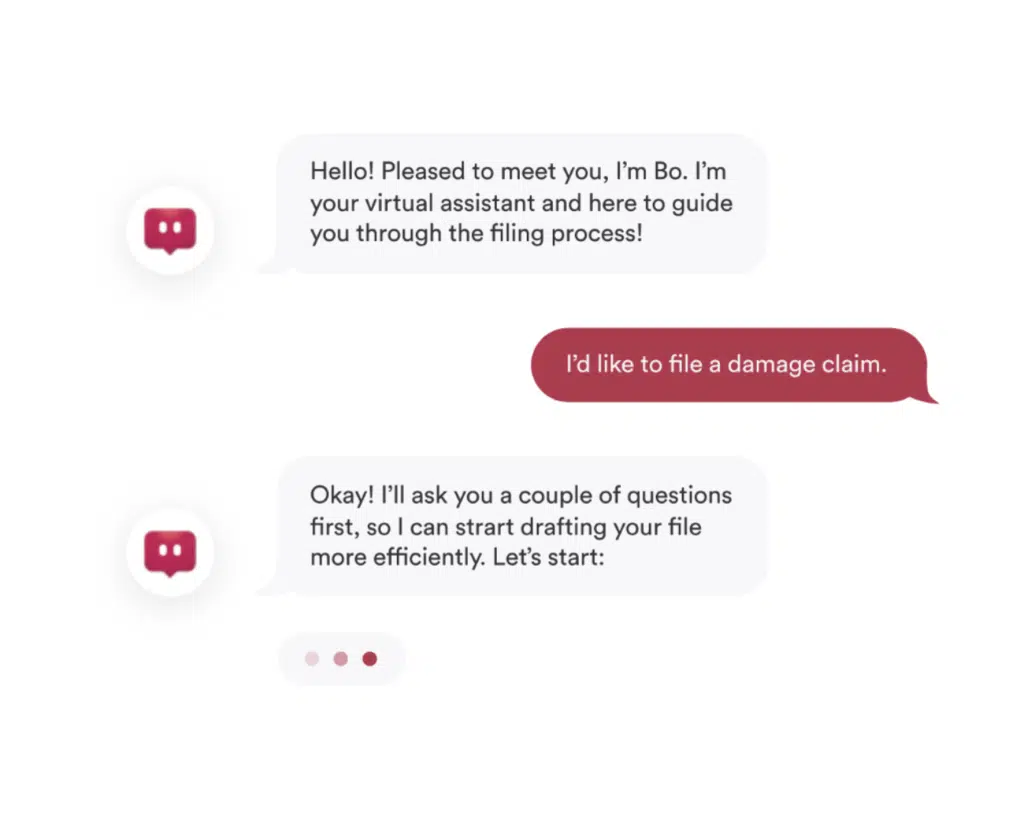 Hello! Pleased to meet you, I’m Bo. I’m
your virtual assistant and here to guide
you through the filing process!
I’d like to file a damage claim.
Okay! I’ll ask you a couple of questions
first, so I can strart drafting your file
more efficiently. Let’s start: